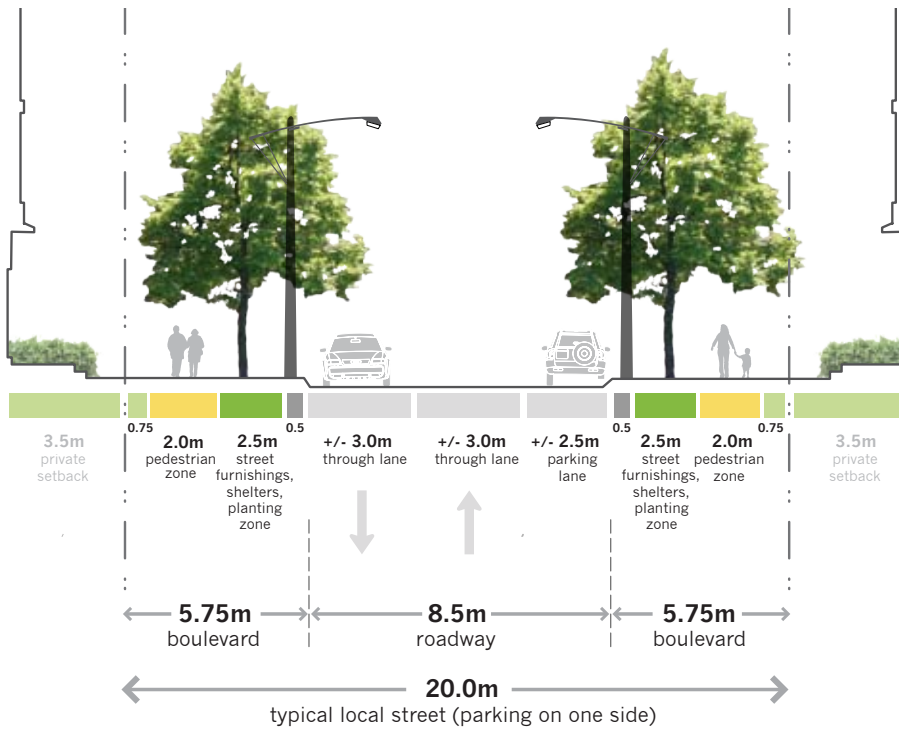 0.75
0.5
0.5
0.75
3.5m
private
setback
2.0m
pedestrian
zone
2.5m
street
furnishings,
shelters,
planting
zone
+/- 3.0m
through lane
+/- 3.0m
through lane
+/- 2.5m
parking
lane
2.5m
street
furnishings,
shelters,
planting
zone
2.0m
pedestrian
zone
3.5m
private
setback
5.75m
boulevard
8.5m
roadway
5.75m
boulevard
20.0m
typical local street (parking on one side)